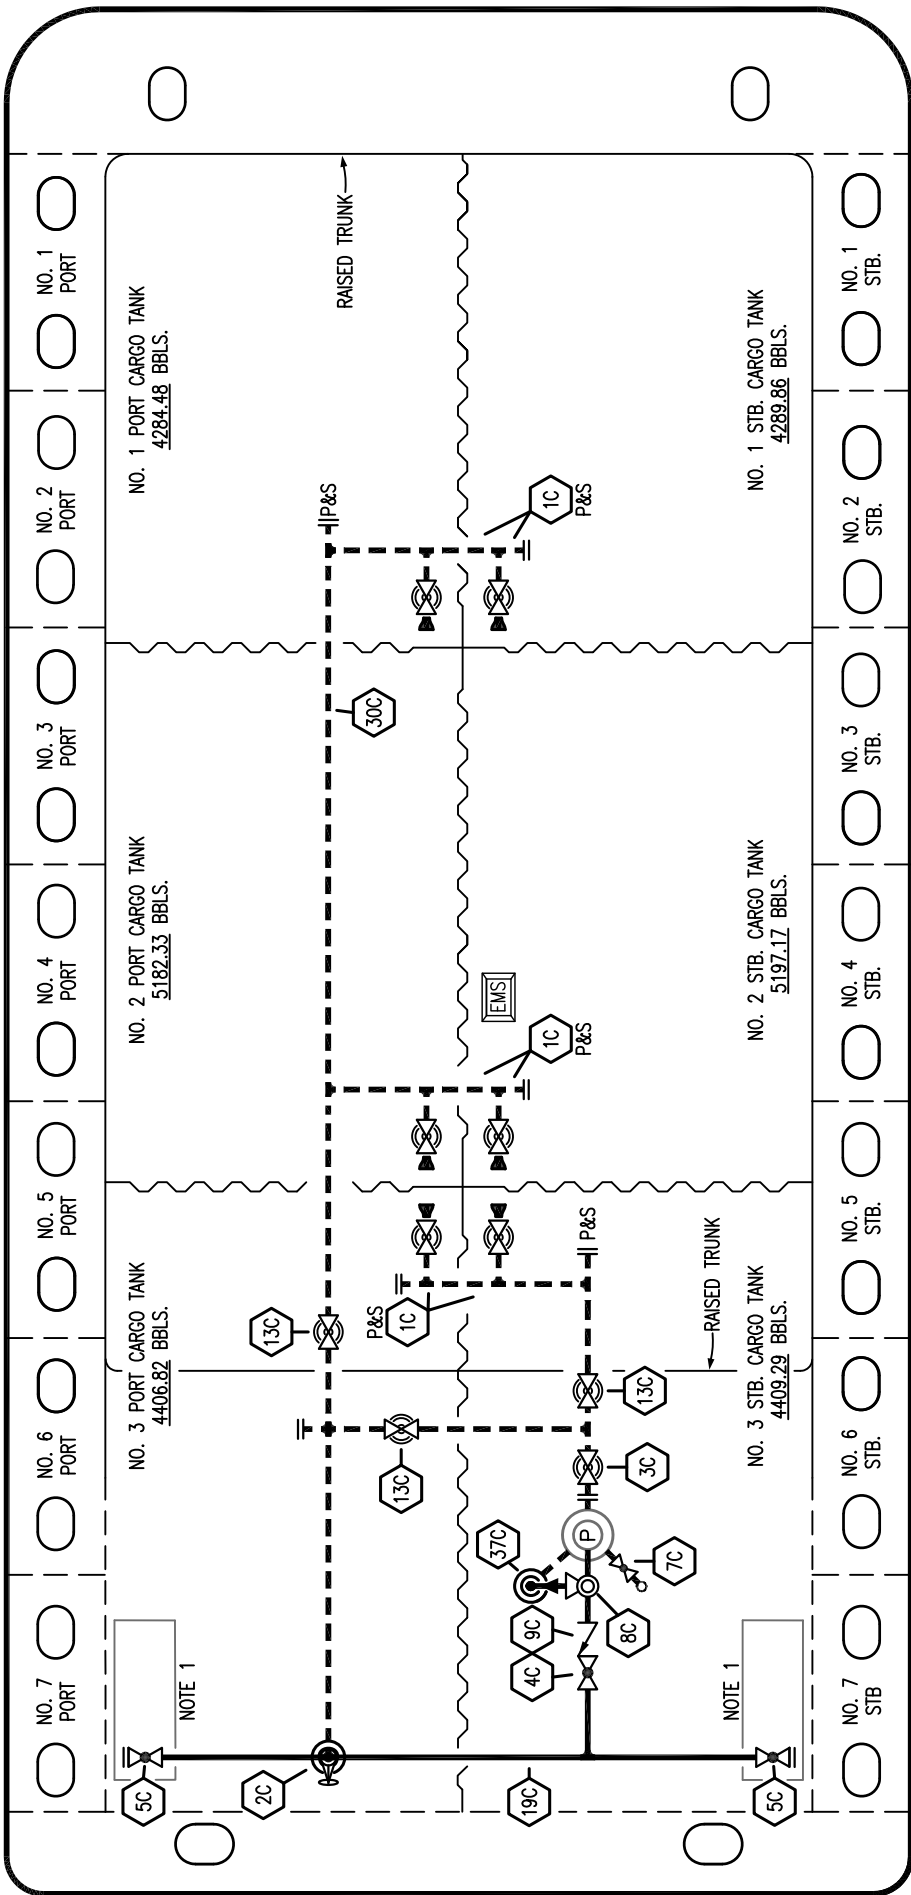 NO. 1
PORT
NO. 2
PORT
NO. 3
PORT
NO. 4
PORT
NO. 5
PORT
NO. 6
PORT
NO. 7
PORT
NO. 1 PORT CARGO TANK
4284.48 BBLS.
NO. 2 PORT CARGO TANK
5182.33 BBLS.
NO. 3 PORT CARGO TANK
4406.82 BBLS.
NOTE 1
5C
RAISED TRUNK
P&S
30C
13C
2C
P&S
1C
13C
1C
P&S
EMS
1C
P&S
P&S
13C
3C
P
37C
7C
9C
8C
4C
19C
RAISED TRUNK
NO. 1 STB. CARGO TANK
4289.86 BBLS.
NO. 2 STB. CARGO TANK
5197.17 BBLS.
NO. 3 STB. CARGO TANK
4409.29 BBLS.
NOTE 1
5C
NO. 1
STB.
NO. 2
STB.
NO. 3
STB.
NO. 4
STB.
NO. 5
STB.
NO. 6
STB.
NO. 7
STB